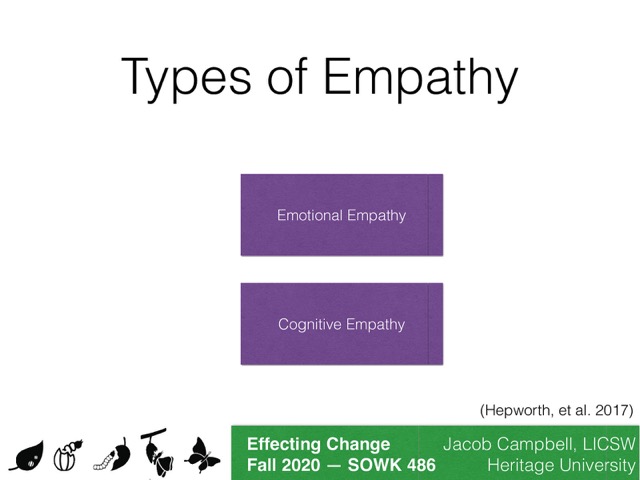 Types of Empathy
Emotional Empathy
Cognitive Empathy
(Hepworth, et al. 2017)
Effecting Change
Jacob Campbell, LICSW
Fall 2020 — SOWK 486
Heritage University